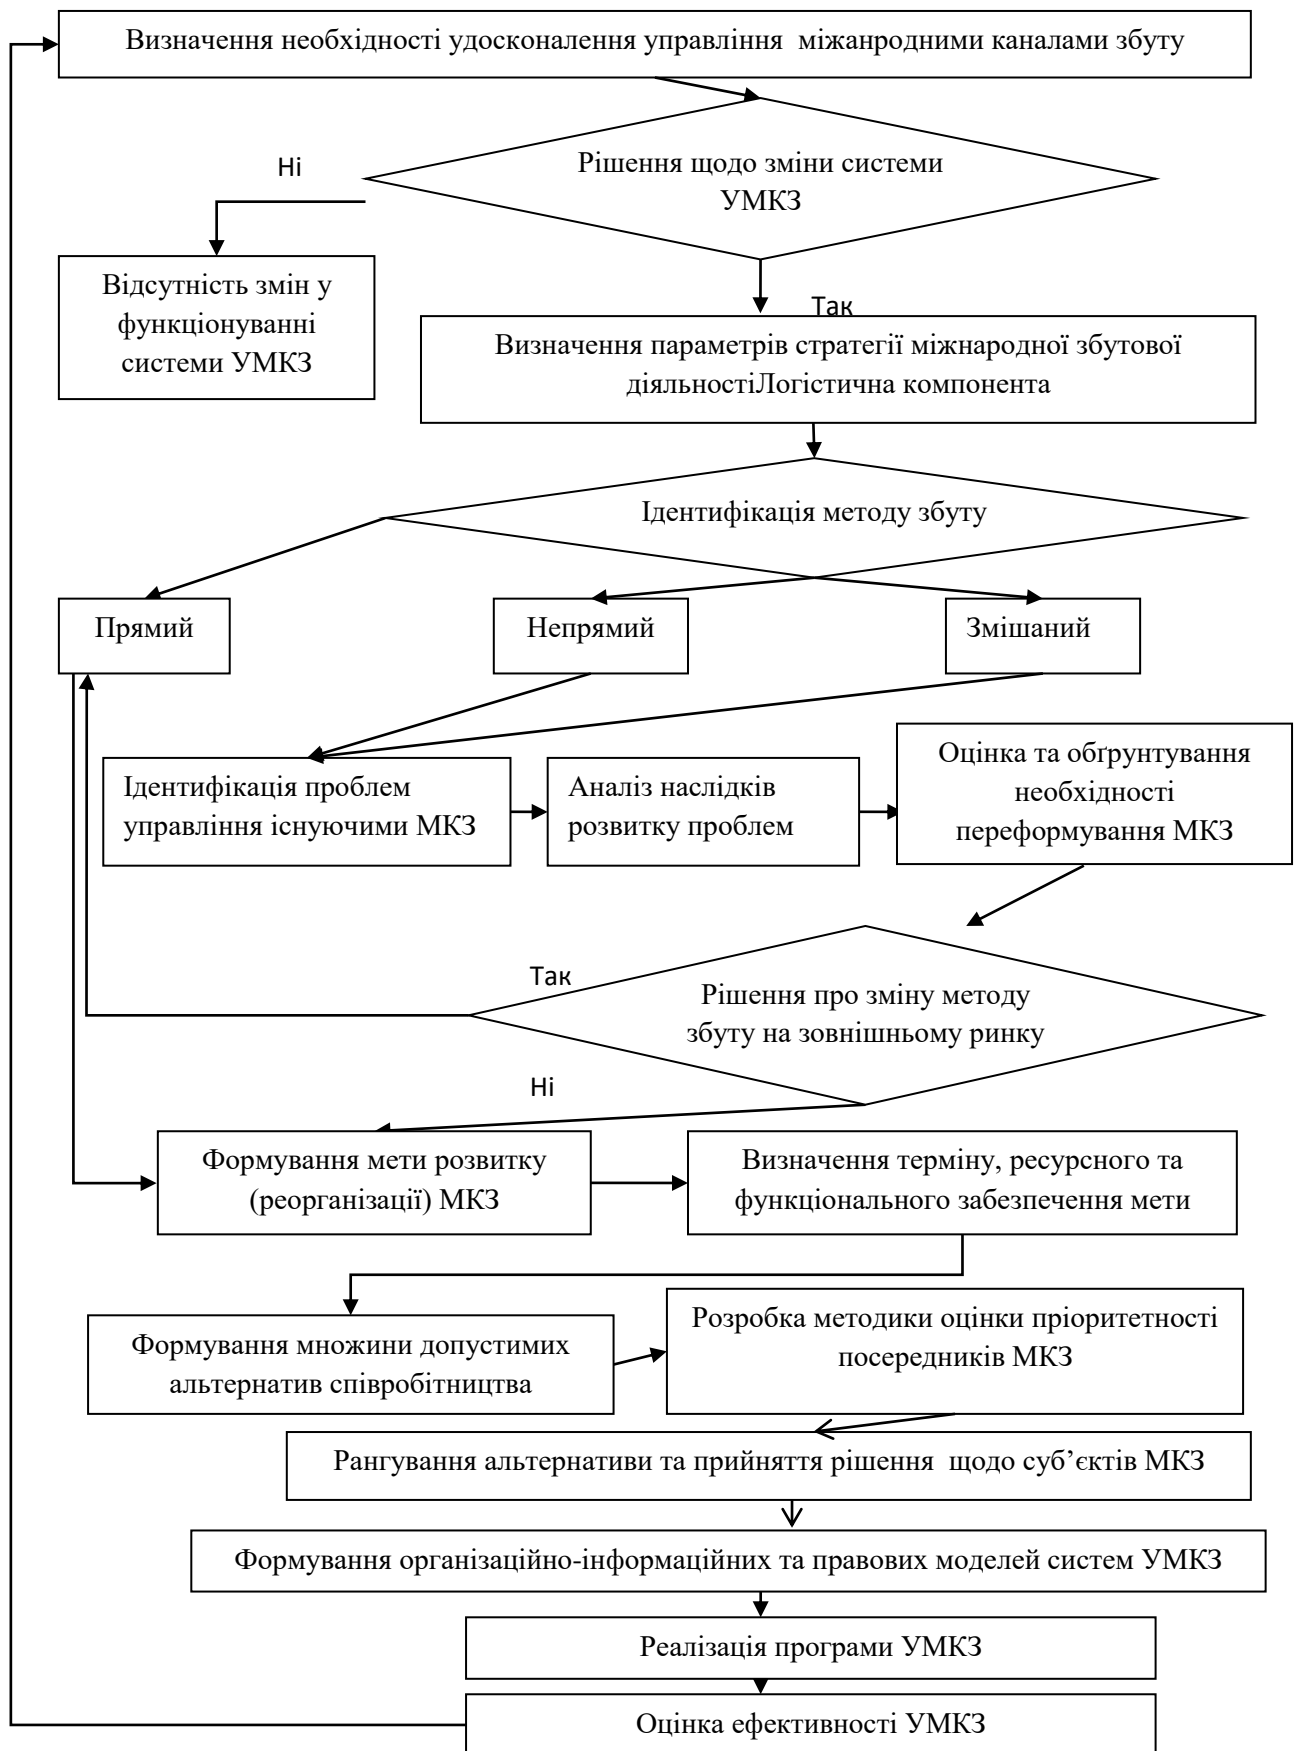 Визначення необхідності удосконалення управління міжанродними каналами збуту
Ні
Рішення щодо зміни системи
УМКЗ
Відсутність змін у
функціонуванні
системи УМКЗ
Так
Визначення параметрів стратегії міжнародної збутової
діяльностіЛогістична компонента
Ідентифікація методу збуту
Прямий
Непрямий
Змішаний
Ідентифікація проблем
управління існуючими МКЗ
Аналіз наслідків
розвитку проблем
Оцінка та обґрунтування
необхідності
переформування МКЗ
Так
Рішення про зміну методу
збуту на зовнішньому ринку
Ні
Формування мети розвитку
(реорганізації) МКЗ
Визначення терміну, ресурсного та
функціонального забезпечення мети
Формування множини допустимих
альтернатив співробітництва
Розробка методики оцінки пріоритетності
посередників МКЗ
Рангування альтернативи та прийняття рішення щодо суб’єктів МКЗ
Формування організаційно-інформаційних та правових моделей систем УМКЗ
Реалізація програми УМКЗ
Оцінка ефективності УМКЗ